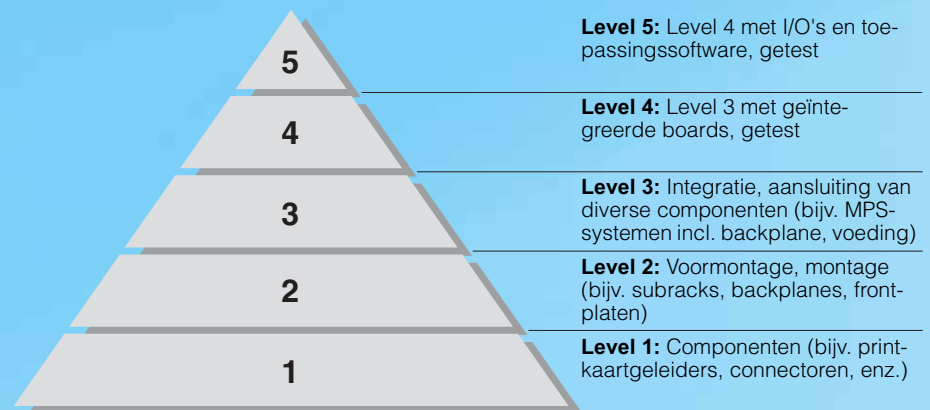 5
Level 5: Level 4 met I/O's en toe-
passingssoftware, getest
4
Level 4: Level 3 met geïnte-
greerde boards, getest
3
Level 3: Integratie, aansluiting van
diverse componenten (bijv. MPS-
systemen incl. backplane, voeding)
2
Level 2: Voormontage, montage
(bijv. subracks, backplanes, front-
platen)
1
Level 1: Componenten (bijv. print-
kaartgeleiders, connectoren, enz.)